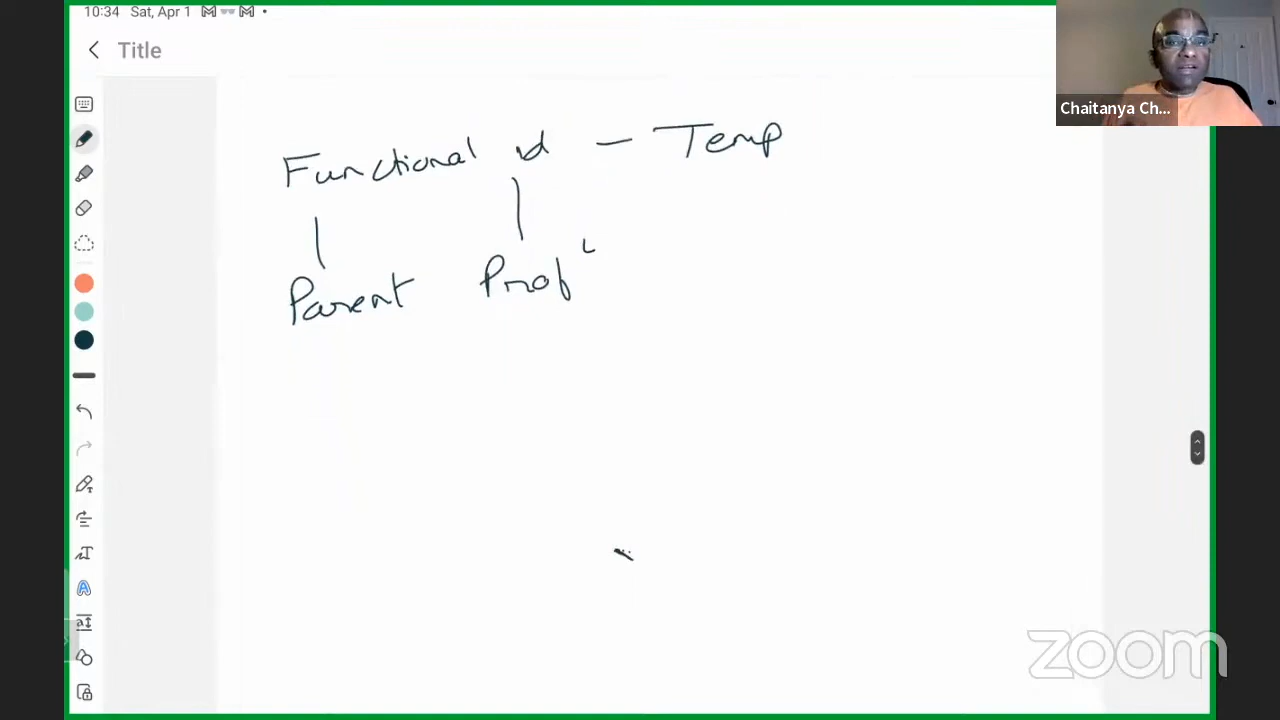 10:34 Sat, Apr 1
Title
Chaitanya Ch...
Functional id – Temp
Parent Prof L
zoom